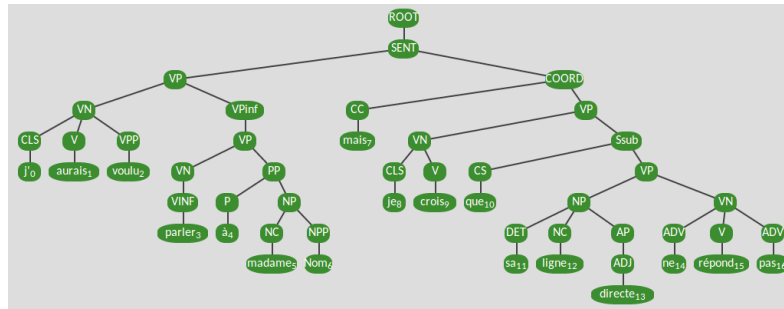 ROOT
SENT
VP COORD
VN VPinf CC VP
CLS V VPP VP mais₇ VN Ssub
j'₀ aurais₁ voulu₂ VN PP CLS V CS VP
VINF P NP je₈ crois₉ que₁₀ NP VN
parler₃ à₄ NC NPP DET NC AP ADV V ADV
madame₅ Nom₆ sa₁₁ ligne₁₂ ADJ ne₁₄ répond₁₅ pas₁₆
directe₁₃